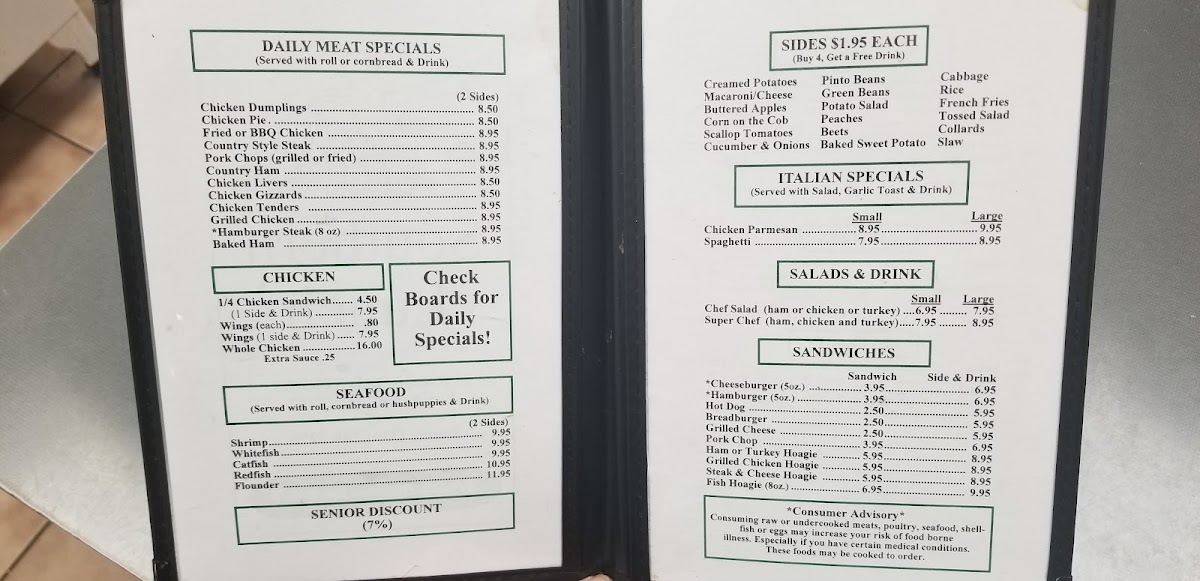 DAILY MEAT SPECIALS
(Served with roll or cornbread & Drink)
(2 Sides)
Chicken Dumplings 8.50
Chicken Pie 8.50
Fried or BBQ Chicken 8.95
Country Style Steak 8.95
Pork Chops (grilled or fried) 8.95
Country Ham 8.95
Chicken Livers 8.50
Chicken Gizzards 8.50
Chicken Tenders 8.95
Grilled Chicken 8.95
*Hamburger Steak (8 oz) 8.95
Baked Ham 8.95
CHICKEN
1/4 Chicken Sandwich 4.50
(1 Side & Drink) 7.95
Wings (each) .80
Wings (1 side & Drink) 7.95
Whole Chicken 16.00
Extra Sauce .25
Check
Boards for
Daily
Specials!
SEAFOOD
(Served with roll, cornbread or hushpuppies & Drink)
(2 Sides)
Shrimp 9.95
Whitefish 9.95
Catfish 9.95
Redfish 10.95
Flounder 11.95
SENIOR DISCOUNT
(7%)
SIDES $1.95 EACH
(Buy 4, Get a Free Drink)
Creamed Potatoes Pinto Beans Cabbage
Macaroni/Cheese Green Beans Rice
Buttered Apples Potato Salad French Fries
Corn on the Cob Peaches Tossed Salad
Scallop Tomatoes Beets Collards
Cucumber & Onions Baked Sweet Potato Slaw
ITALIAN SPECIALS
(Served with Salad, Garlic Toast & Drink)
Small Large
Chicken Parmesan 8.95 9.95
Spaghetti 7.95 8.95
SALADS & DRINK
Small Large
Chef Salad (ham or chicken or turkey) 6.95 7.95
Super Chef (ham, chicken and turkey) 7.95 8.95
SANDWICHES
Sandwich Side & Drink
*Cheeseburger (5oz.) 3.95 6.95
*Hamburger (5oz.) 3.95 6.95
Hot Dog 2.50 5.95
Breadburger 2.50 5.95
Grilled Cheese 2.50 5.95
Pork Chop 3.95 6.95
Ham or Turkey Hoagie 5.95 8.95
Grilled Chicken Hoagie 5.95 8.95
Steak & Cheese Hoagie 5.95 8.95
Fish Hoagie (8oz.) 6.95 9.95
*Consumer Advisory*
Consuming raw or undercooked meats, poultry, seafood, shell-
fish or eggs may increase your risk of food borne
illness. Especially if you have certain medical conditions.
These foods may be cooked to order.